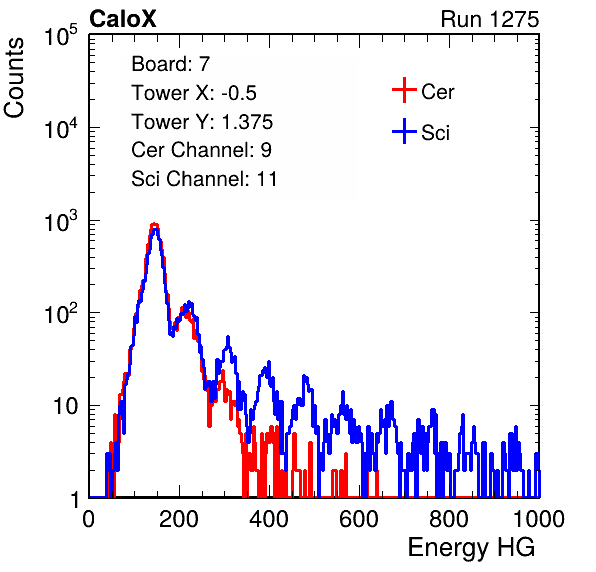 CaloX Run 1275
Counts
10^5
10^4
10^3
10^2
10
1
Board: 7
Tower X: -0.5
Tower Y: 1.375
Cer Channel: 9
Sci Channel: 11
Cer
Sci
0 200 400 600 800 1000
Energy HG